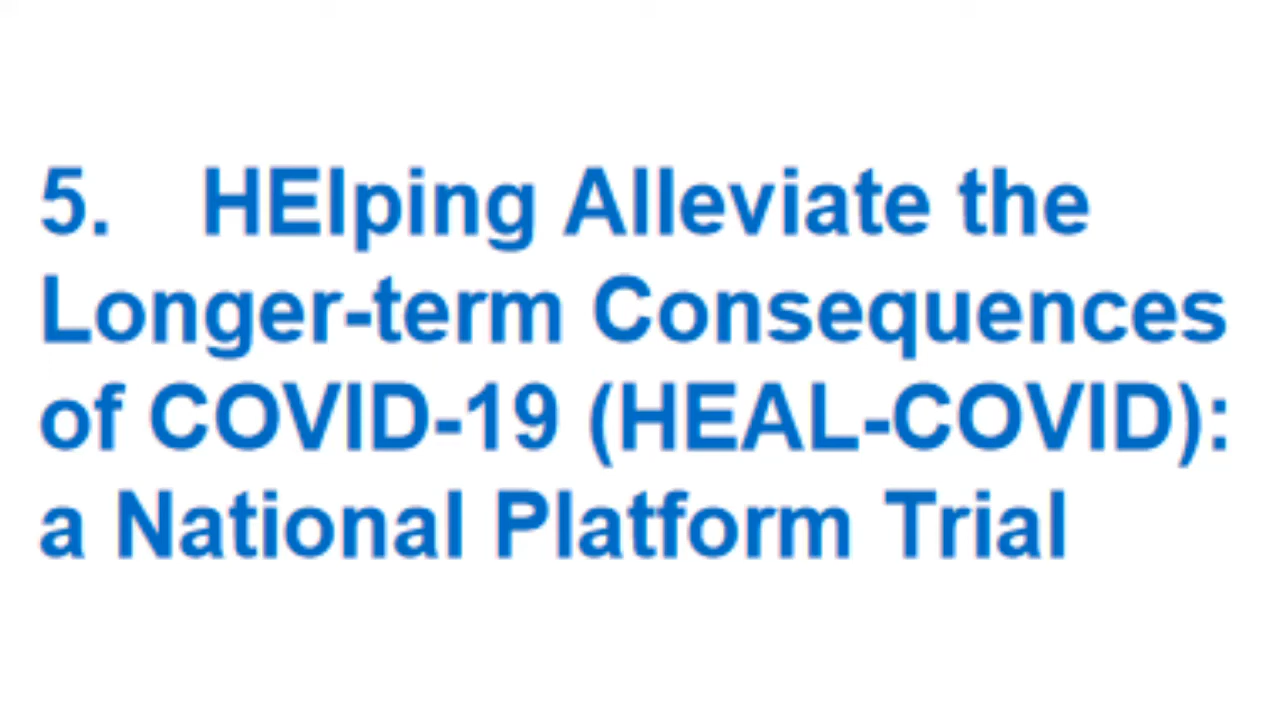 5. HElping Alleviate the
Longer-term Consequences
of COVID-19 (HEAL-COVID):
a National Platform Trial